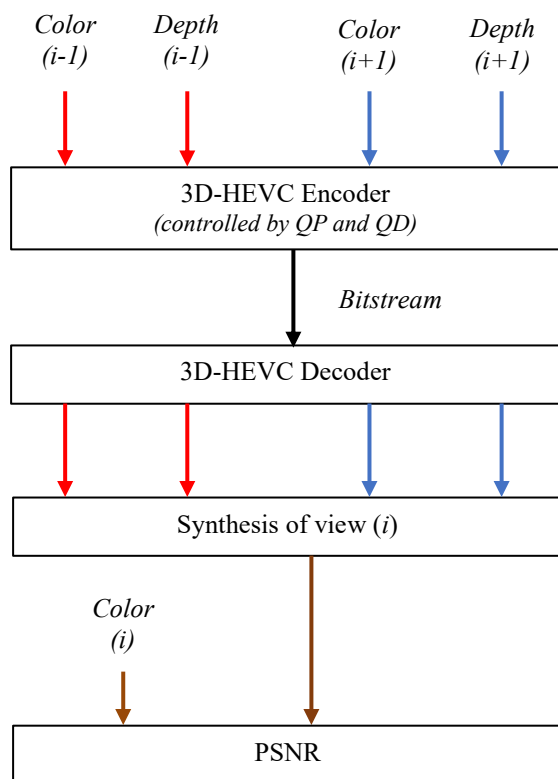 Color Depth Color Depth
(i-1) (i-1) (i+1) (i+1)
3D-HEVC Encoder
(controlled by QP and QD)
Bitstream
3D-HEVC Decoder
Synthesis of view (i)
Color
(i)
PSNR